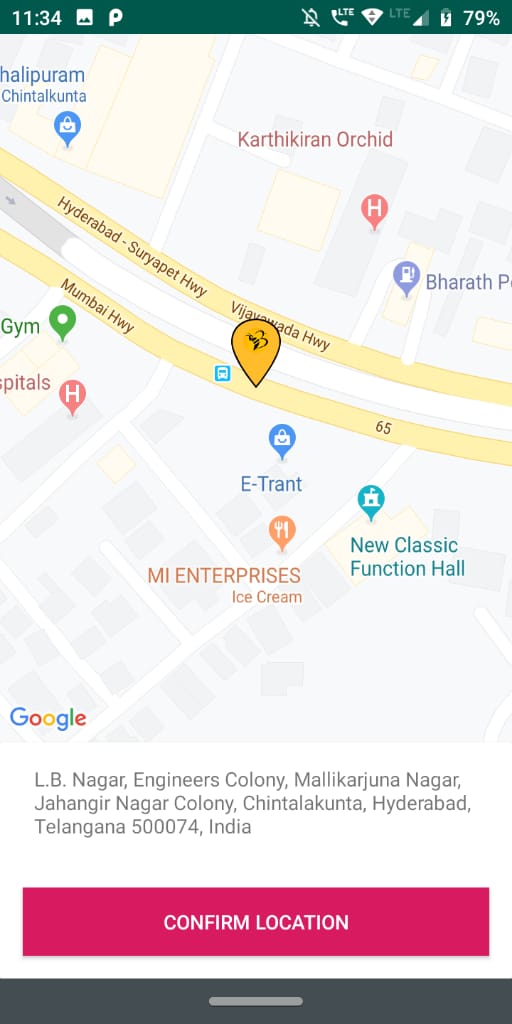 11:34
LTE
LTE
79%
halipuram
Chintalkunta
Karthikiran Orchid
H
Hyderabad - Suryapet Hwy
Bharath P
Mumbai Hwy
Vijayawada Hwy
Gym
spitals
H
65
E-Trant
New Classic
Function Hall
MI ENTERPRISES
Ice Cream
Google
L.B. Nagar, Engineers Colony, Mallikarjuna Nagar,
Jahangir Nagar Colony, Chintalakunta, Hyderabad,
Telangana 500074, India
CONFIRM LOCATION